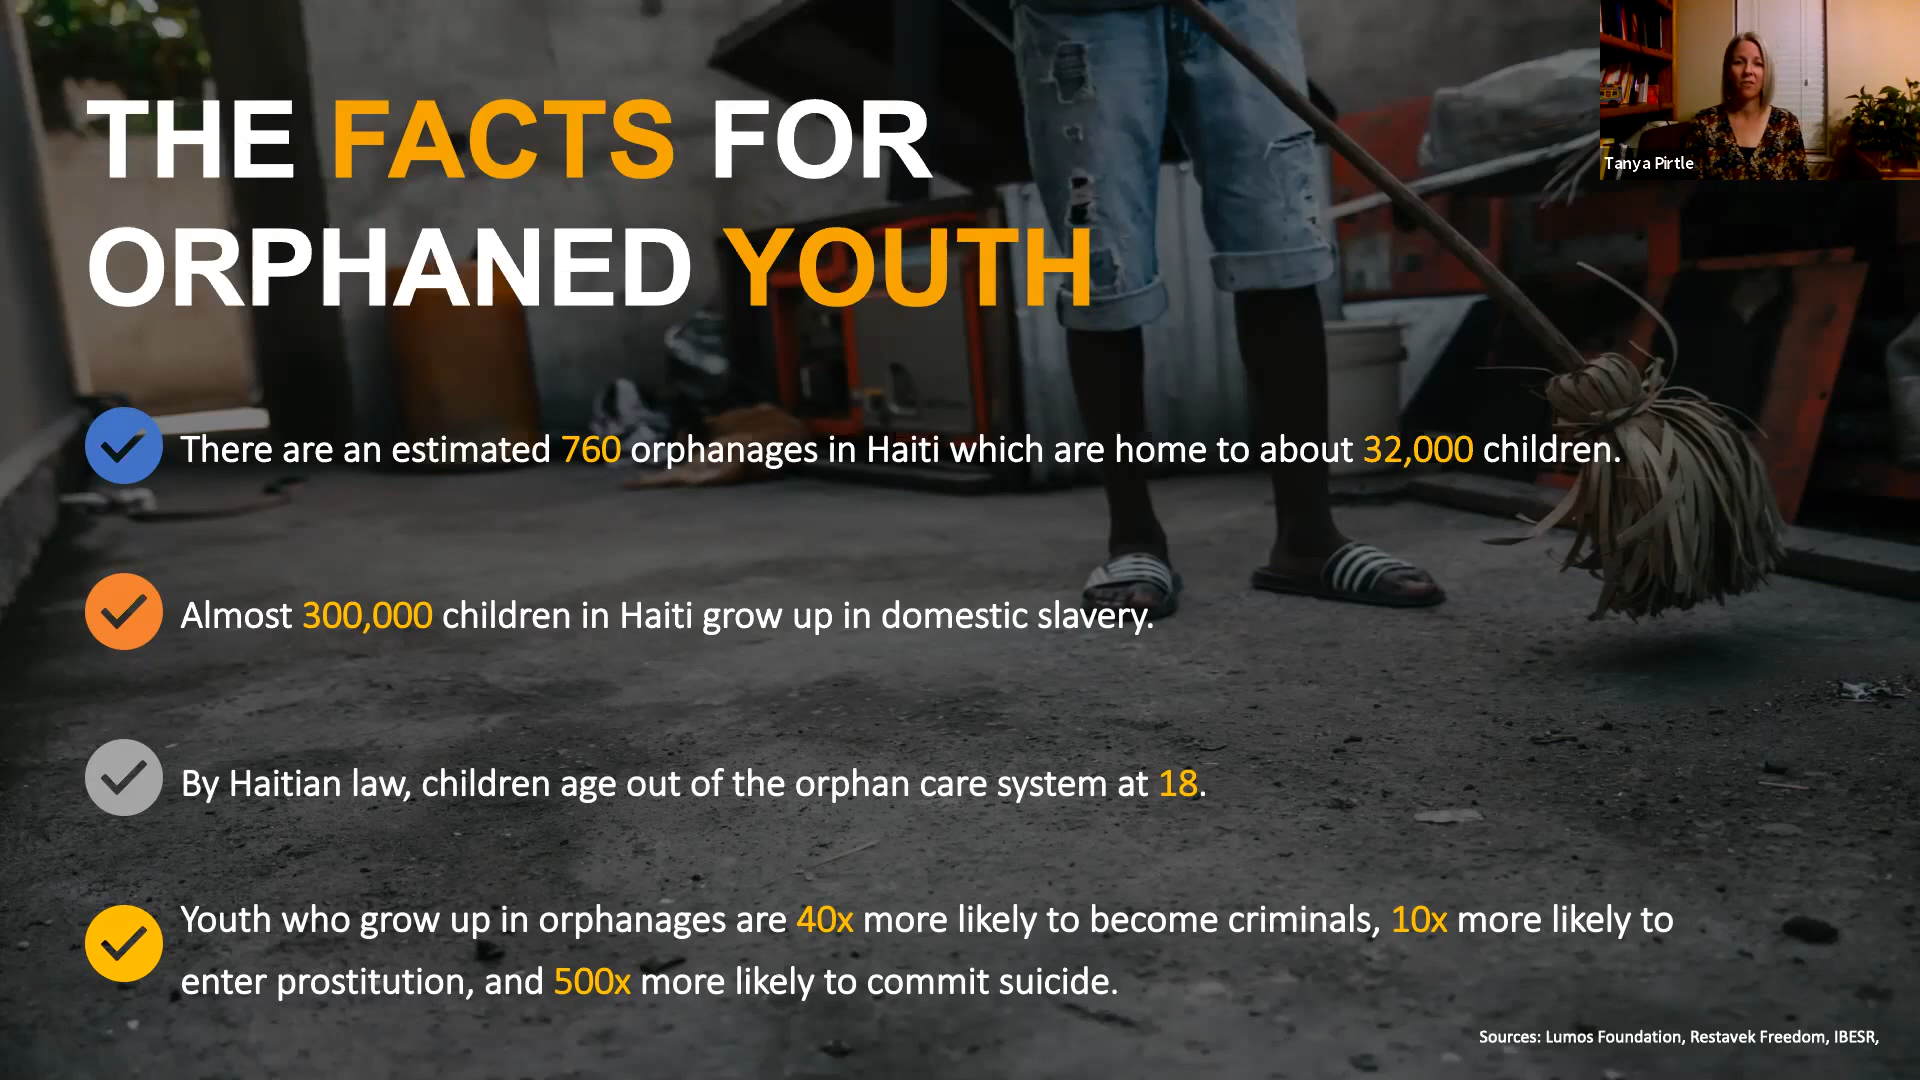 THE FACTS FOR
ORPHANED YOUTH
Tanya Pirtle
There are an estimated 760 orphanages in Haiti which are home to about 32,000 children.
Almost 300,000 children in Haiti grow up in domestic slavery.
By Haitian law, children age out of the orphan care system at 18.
Youth who grow up in orphanages are 40x more likely to become criminals, 10x more likely to
enter prostitution, and 500x more likely to commit suicide.
Sources: Lumos Foundation, Restavek Freedom, IBESR,